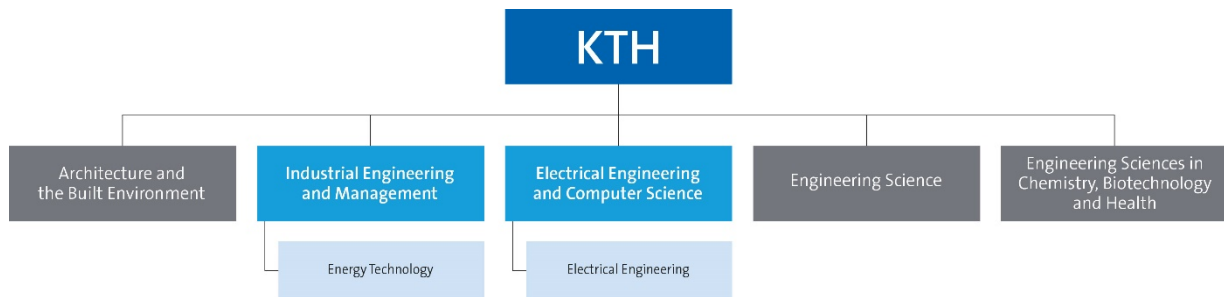 KTH
Architecture and
the Built Environment
Industrial Engineering
and Management
Electrical Engineering
and Computer Science
Engineering Science
Engineering Sciences in
Chemistry, Biotechnology
and Health
Energy Technology
Electrical Engineering